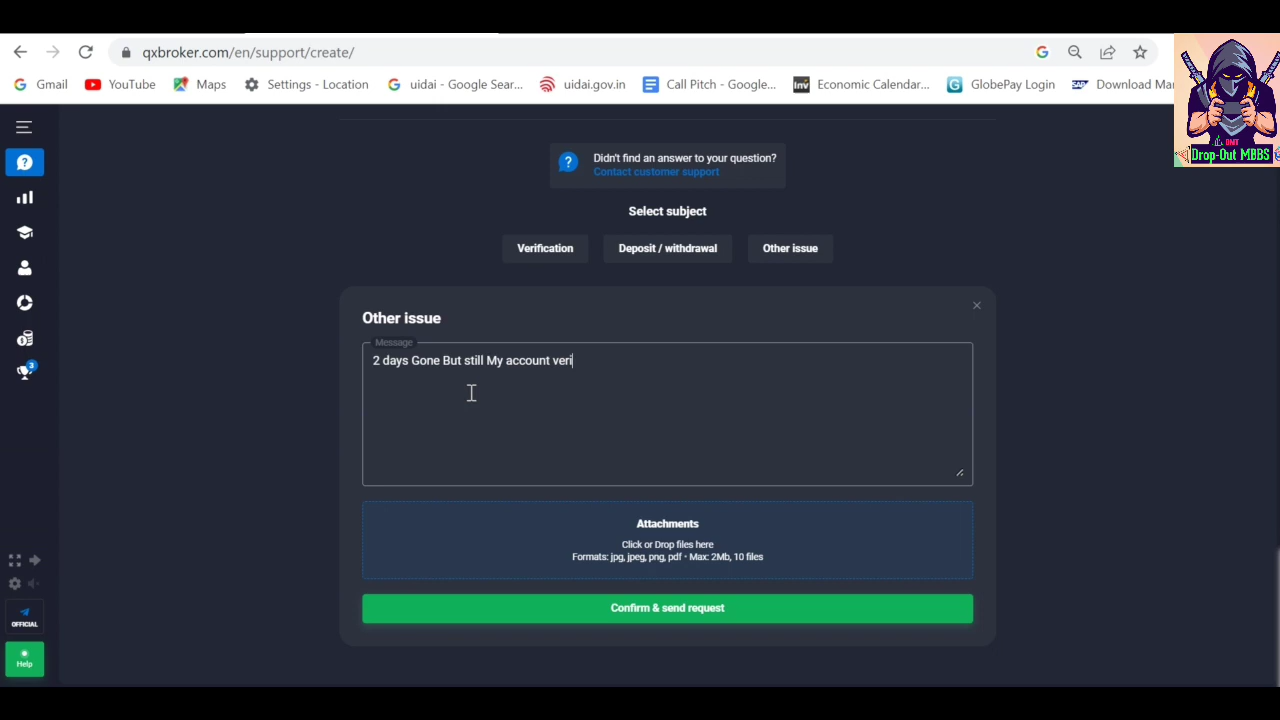 qxbroker.com/en/support/create/
Gmail
YouTube
Maps
Settings - Location
uidai - Google Sear...
uidai.gov.in
Call Pitch - Google...
Inv
Economic Calendar...
GlobePay Login
SAP
Download Ma
DMT
Drop-Out MBBS
Didn't find an answer to your question?
Contact customer support
Select subject
Verification
Deposit / withdrawal
Other issue
Other issue
Message
2 days Gone But still My account veri
3
Attachments
Click or Drop files here
Formats: jpg, jpeg, png, pdf - Max: 2Mb, 10 files
Confirm & send request
OFFICIAL
Help